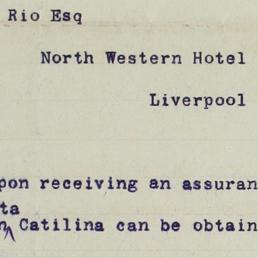 Rio Esq
North Western Hotel
Liverpool
pon receiving an assuran
ta
n Catilina can be obtain